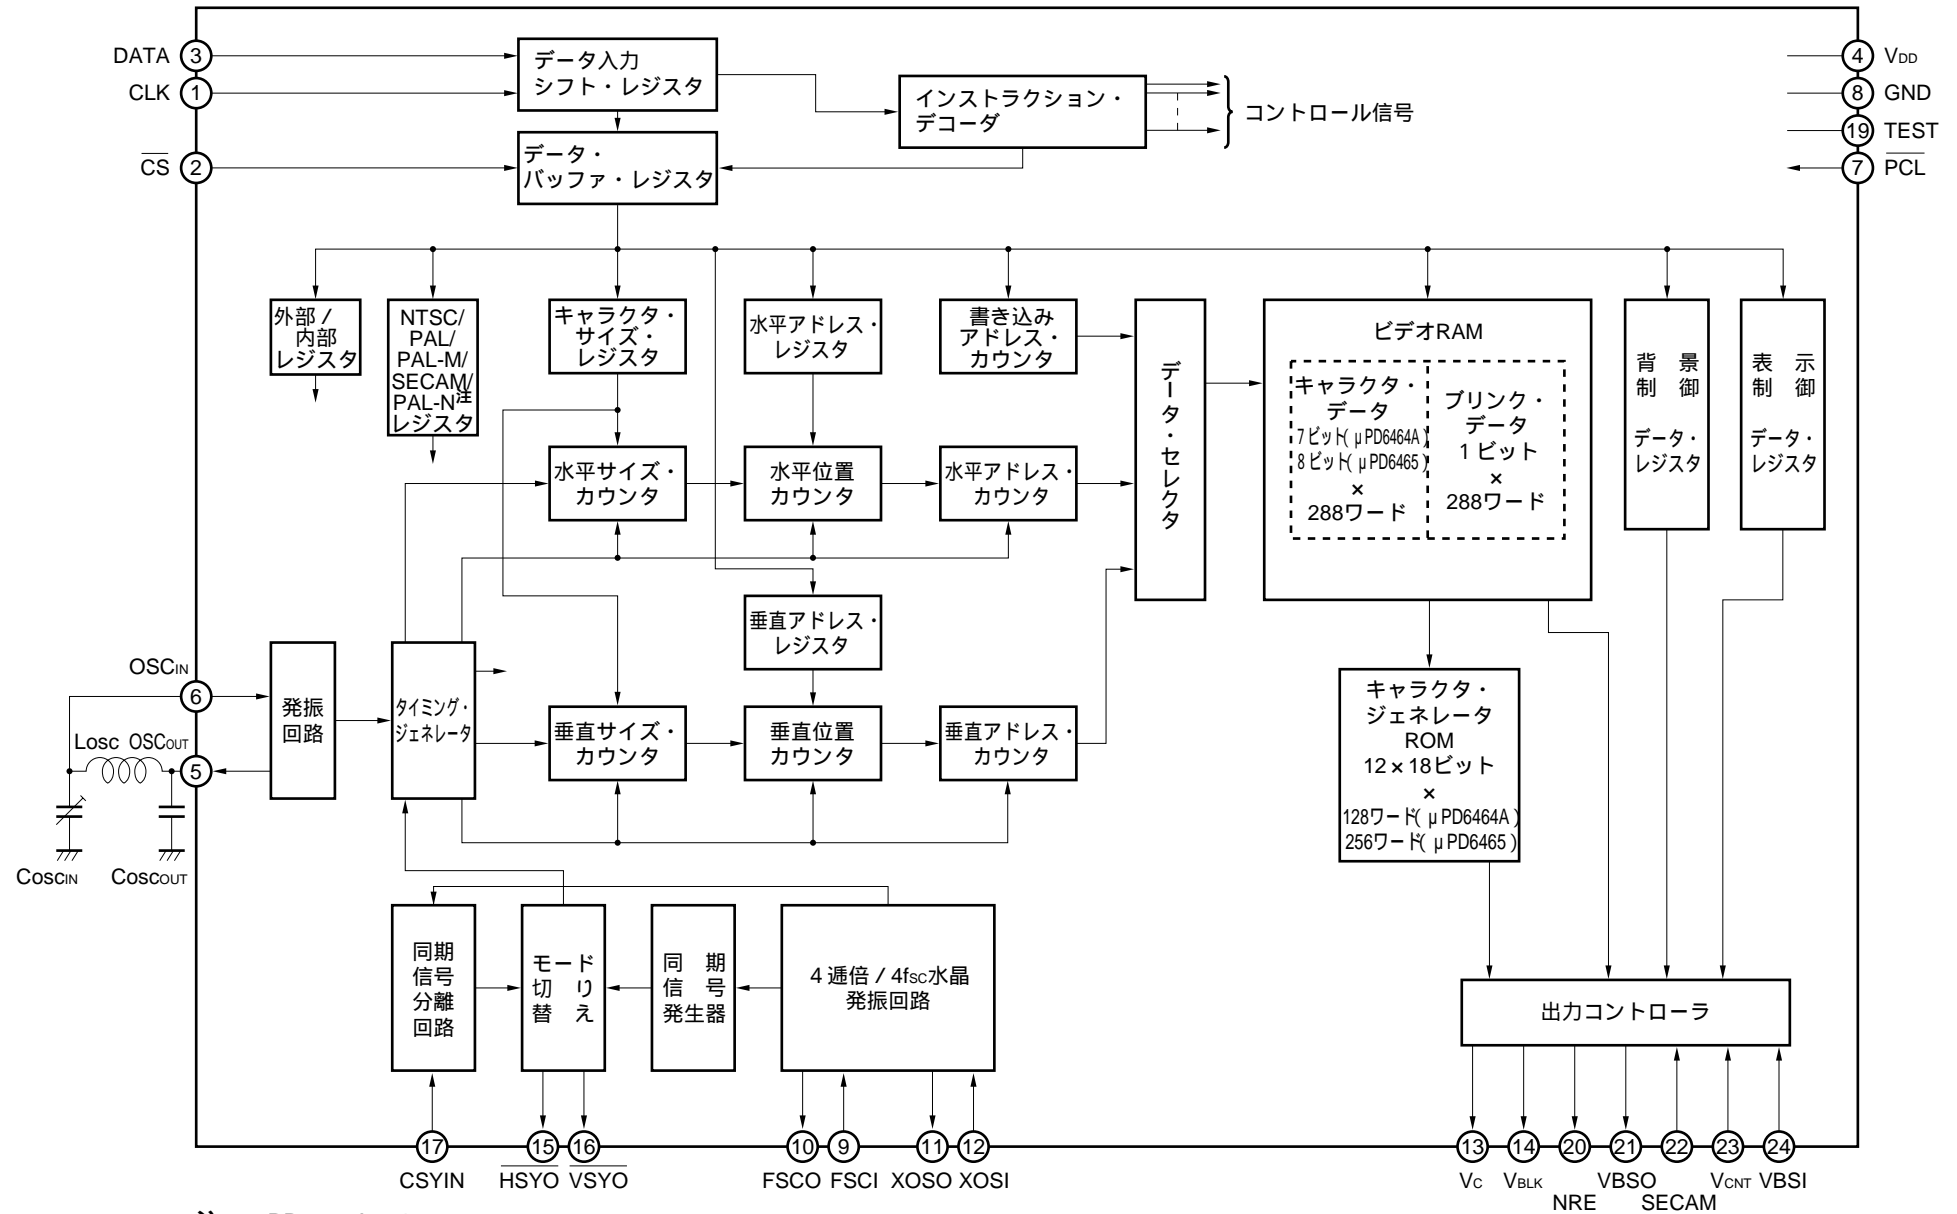 DATA 3
CLK 1
CS 2
データ入力
シフト・レジスタ
データ・
バッファ・レジスタ
インストラクション・
デコーダ
コントロール信号
4 VDD
8 GND
19 TEST
7 PCL
外部 /
内部
レジスタ
NTSC/
PAL/
PAL-M/
SECAM/
PAL-N注
レジスタ
キャラクタ・
サイズ・
レジスタ
水平アドレス・
レジスタ
書き込み
アドレス・
カウンタ
データ・セレクタ
ビデオRAM
キャラクタ・
データ
7ビット(μPD6464A)
8ビット(μPD6465)
×
288ワード
ブリンク・
データ
1ビット
×
288ワード
背 景
制 御
データ・
レジスタ
表 示
制 御
データ・
レジスタ
水平サイズ・
カウンタ
水平位置
カウンタ
水平アドレス・
カウンタ
垂直アドレス・
レジスタ
OSCIN
6
Losc OSCOUT
5
COSCIN
COSCOUT
発振
回路
タイミング・
ジェネレータ
垂直サイズ・
カウンタ
垂直位置
カウンタ
垂直アドレス・
カウンタ
キャラクタ・
ジェネレータ
ROM
12×18ビット
×
128ワード(μPD6464A)
256ワード(μPD6465)
同期
信号
分離
回路
モード
切 り
替 え
同 期
信 号
発生器
4逓倍 / 4fsc水晶
発振回路
出力コントローラ
17 15 16 10 9 11 12 13 14 20 21 22 23 24
CSYIN HSYO VSYO FSCO FSCI XOSO XOSI VC VBLK VBSO VCNT VBSI
NRE SECAM